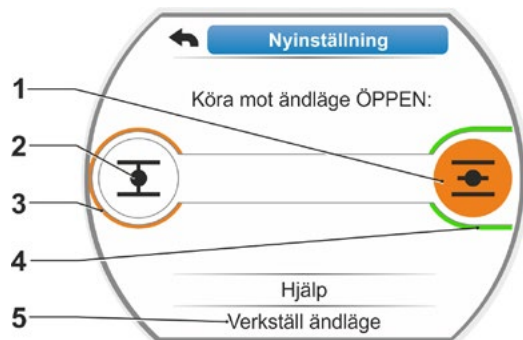 Nyinställning
Köra mot ändläge ÖPPEN:
1
2
3
4
Hjälp
5
Verkställ ändläge